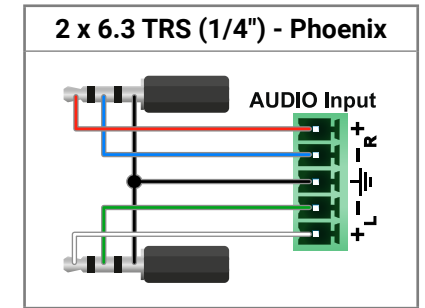 2 x 6.3 TRS (1/4") - Phoenix
AUDIO Input
+
R
-
-
L
+